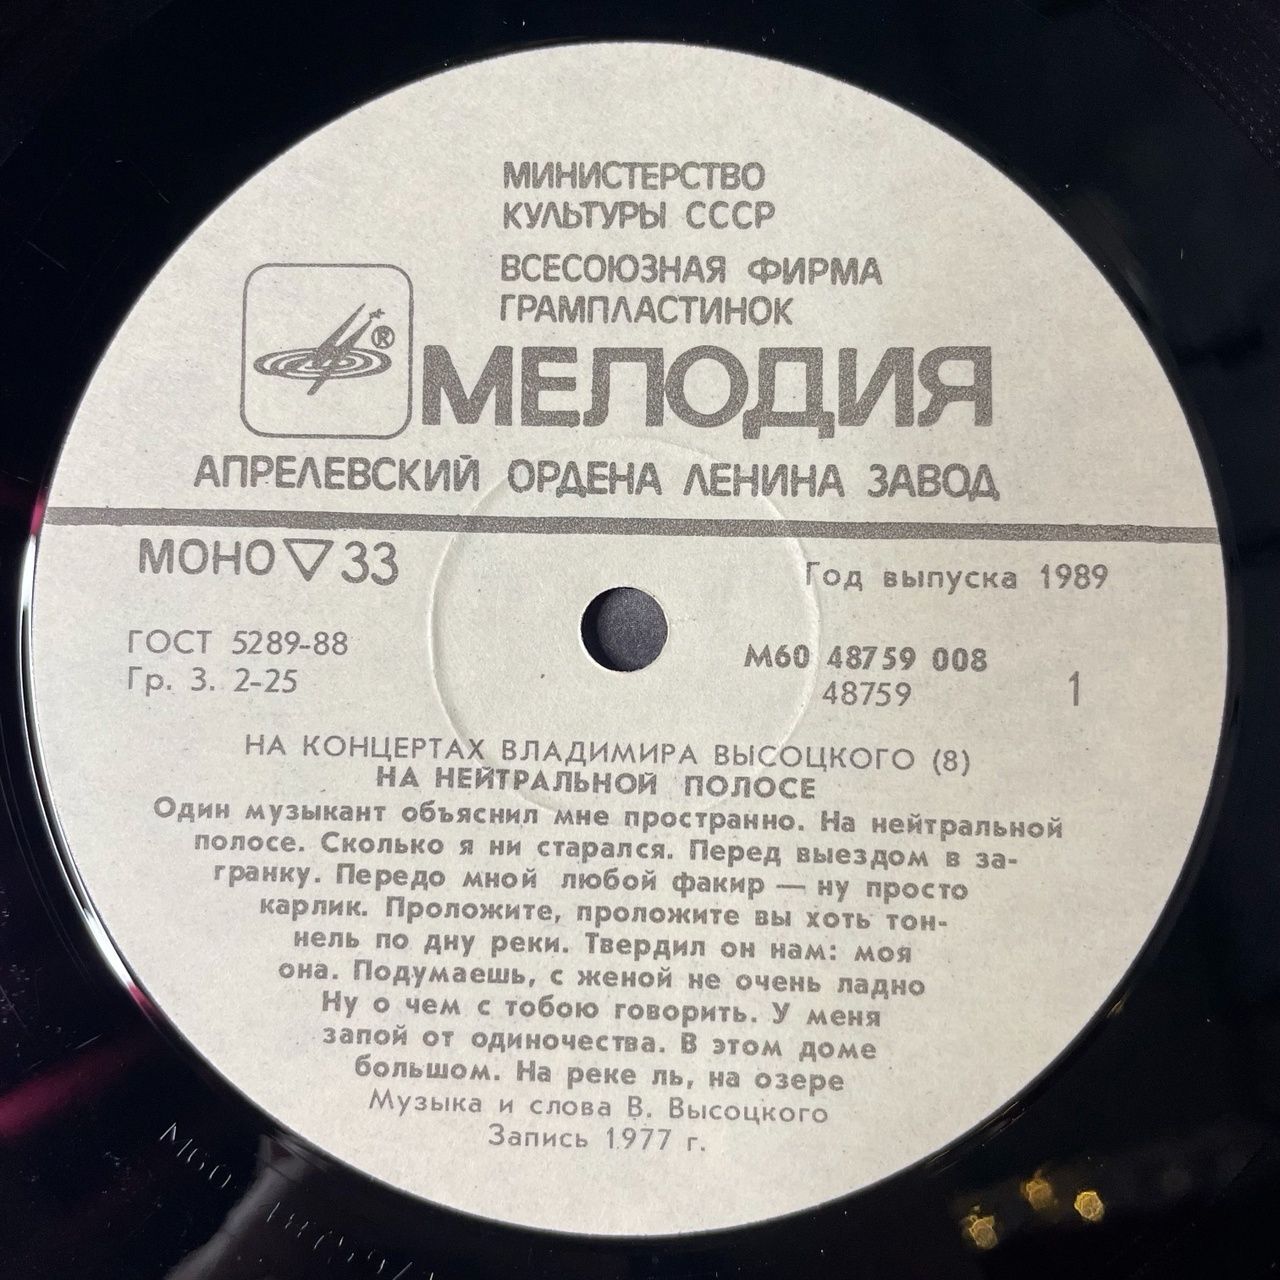 МИНИСТЕРСТВО
КУЛЬТУРЫ СССР
ВСЕСОЮЗНАЯ ФИРМА
ГРАМПЛАСТИНОК
®
МЕЛОДИЯ
АПРЕЛЕВСКИЙ ОРДЕНА ЛЕНИНА ЗАВОД
МОНО ▽ 33
Год выпуска 1989
ГОСТ 5289-88
Гр. 3. 2-25
М60 48759 008
48759
1
НА КОНЦЕРТАХ ВЛАДИМИРА ВЫСОЦКОГО (8)
НА НЕЙТРАЛЬНОЙ ПОЛОСЕ
Один музыкант объяснил мне пространно. На нейтральной
полосе. Сколько я ни старался. Перед выездом в за-
гранку. Передо мной любой факир — ну просто
карлик. Проложите, проложите вы хоть тон-
нель по дну реки. Твердил он нам: моя
она. Подумаешь, с женой не очень ладно
Ну о чем с тобою говорить. У меня
запой от одиночества. В этом доме
большом. На реке ль, на озере
Музыка и слова В. Высоцкого
Запись 1977 г.
М60